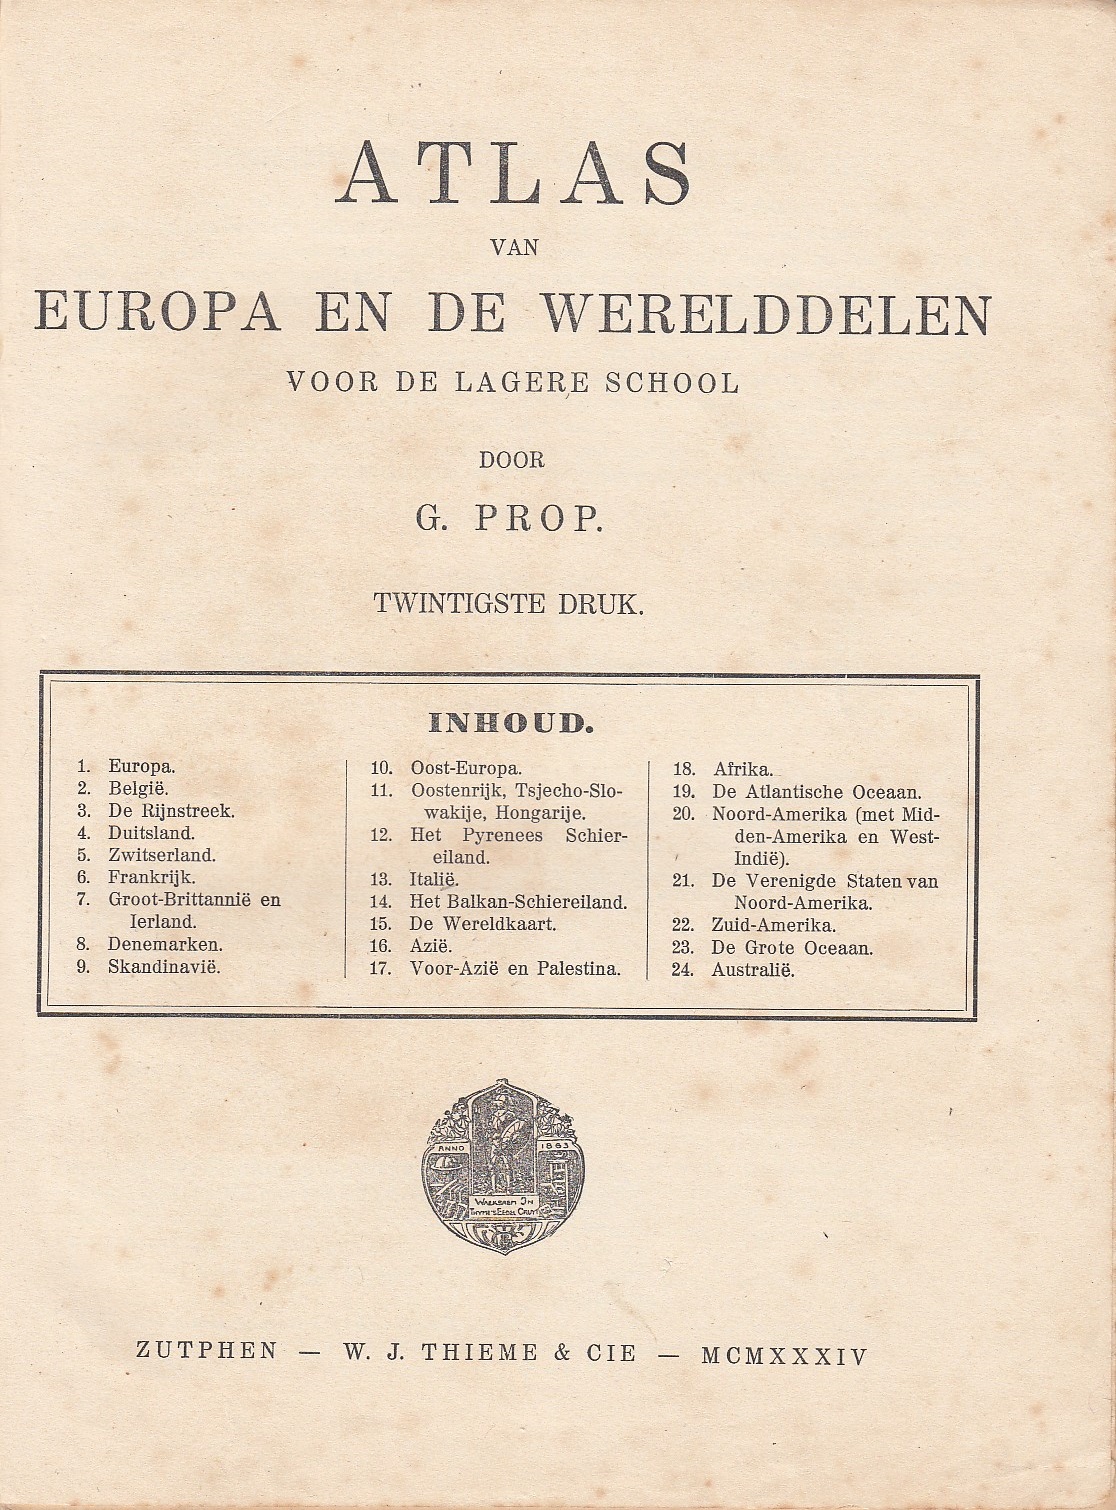 ATLAS
VAN
EUROPA EN DE WERELDDELEN
VOOR DE LAGERE SCHOOL
DOOR
G. PROP.
TWINTIGSTE DRUK.
INHOUD.
1. Europa.
2. België.
3. De Rijnstreek.
4. Duitsland.
5. Zwitserland.
6. Frankrijk.
7. Groot-Brittannië en
Ierland.
8. Denemarken.
9. Skandinavië.
10. Oost-Europa.
11. Oostenrijk, Tsjecho-Slo-
wakije, Hongarije.
12. Het Pyrenees Schier-
eiland.
13. Italië.
14. Het Balkan-Schiereiland.
15. De Wereldkaart.
16. Azië.
17. Voor-Azië en Palestina.
18. Afrika.
19. De Atlantische Oceaan.
20. Noord-Amerika (met Mid-
den-Amerika en West-
Indië).
21. De Verenigde Staten van
Noord-Amerika.
22. Zuid-Amerika.
23. De Grote Oceaan.
24. Australië.
ANNO 1863
ZUTPHEN — W. J. THIEME & CIE — MCMXXXIV